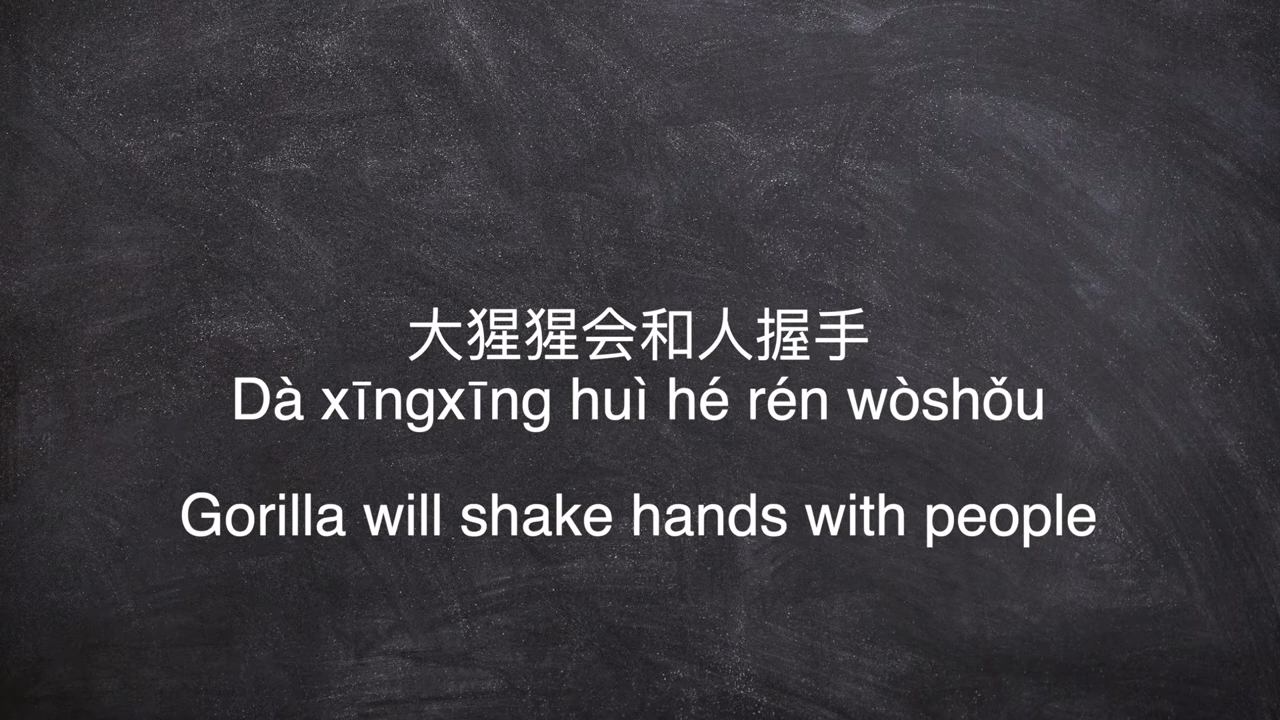 大猩猩会和人握手
Dà xīngxīng huì hé rén wòshǒu
Gorilla will shake hands with people